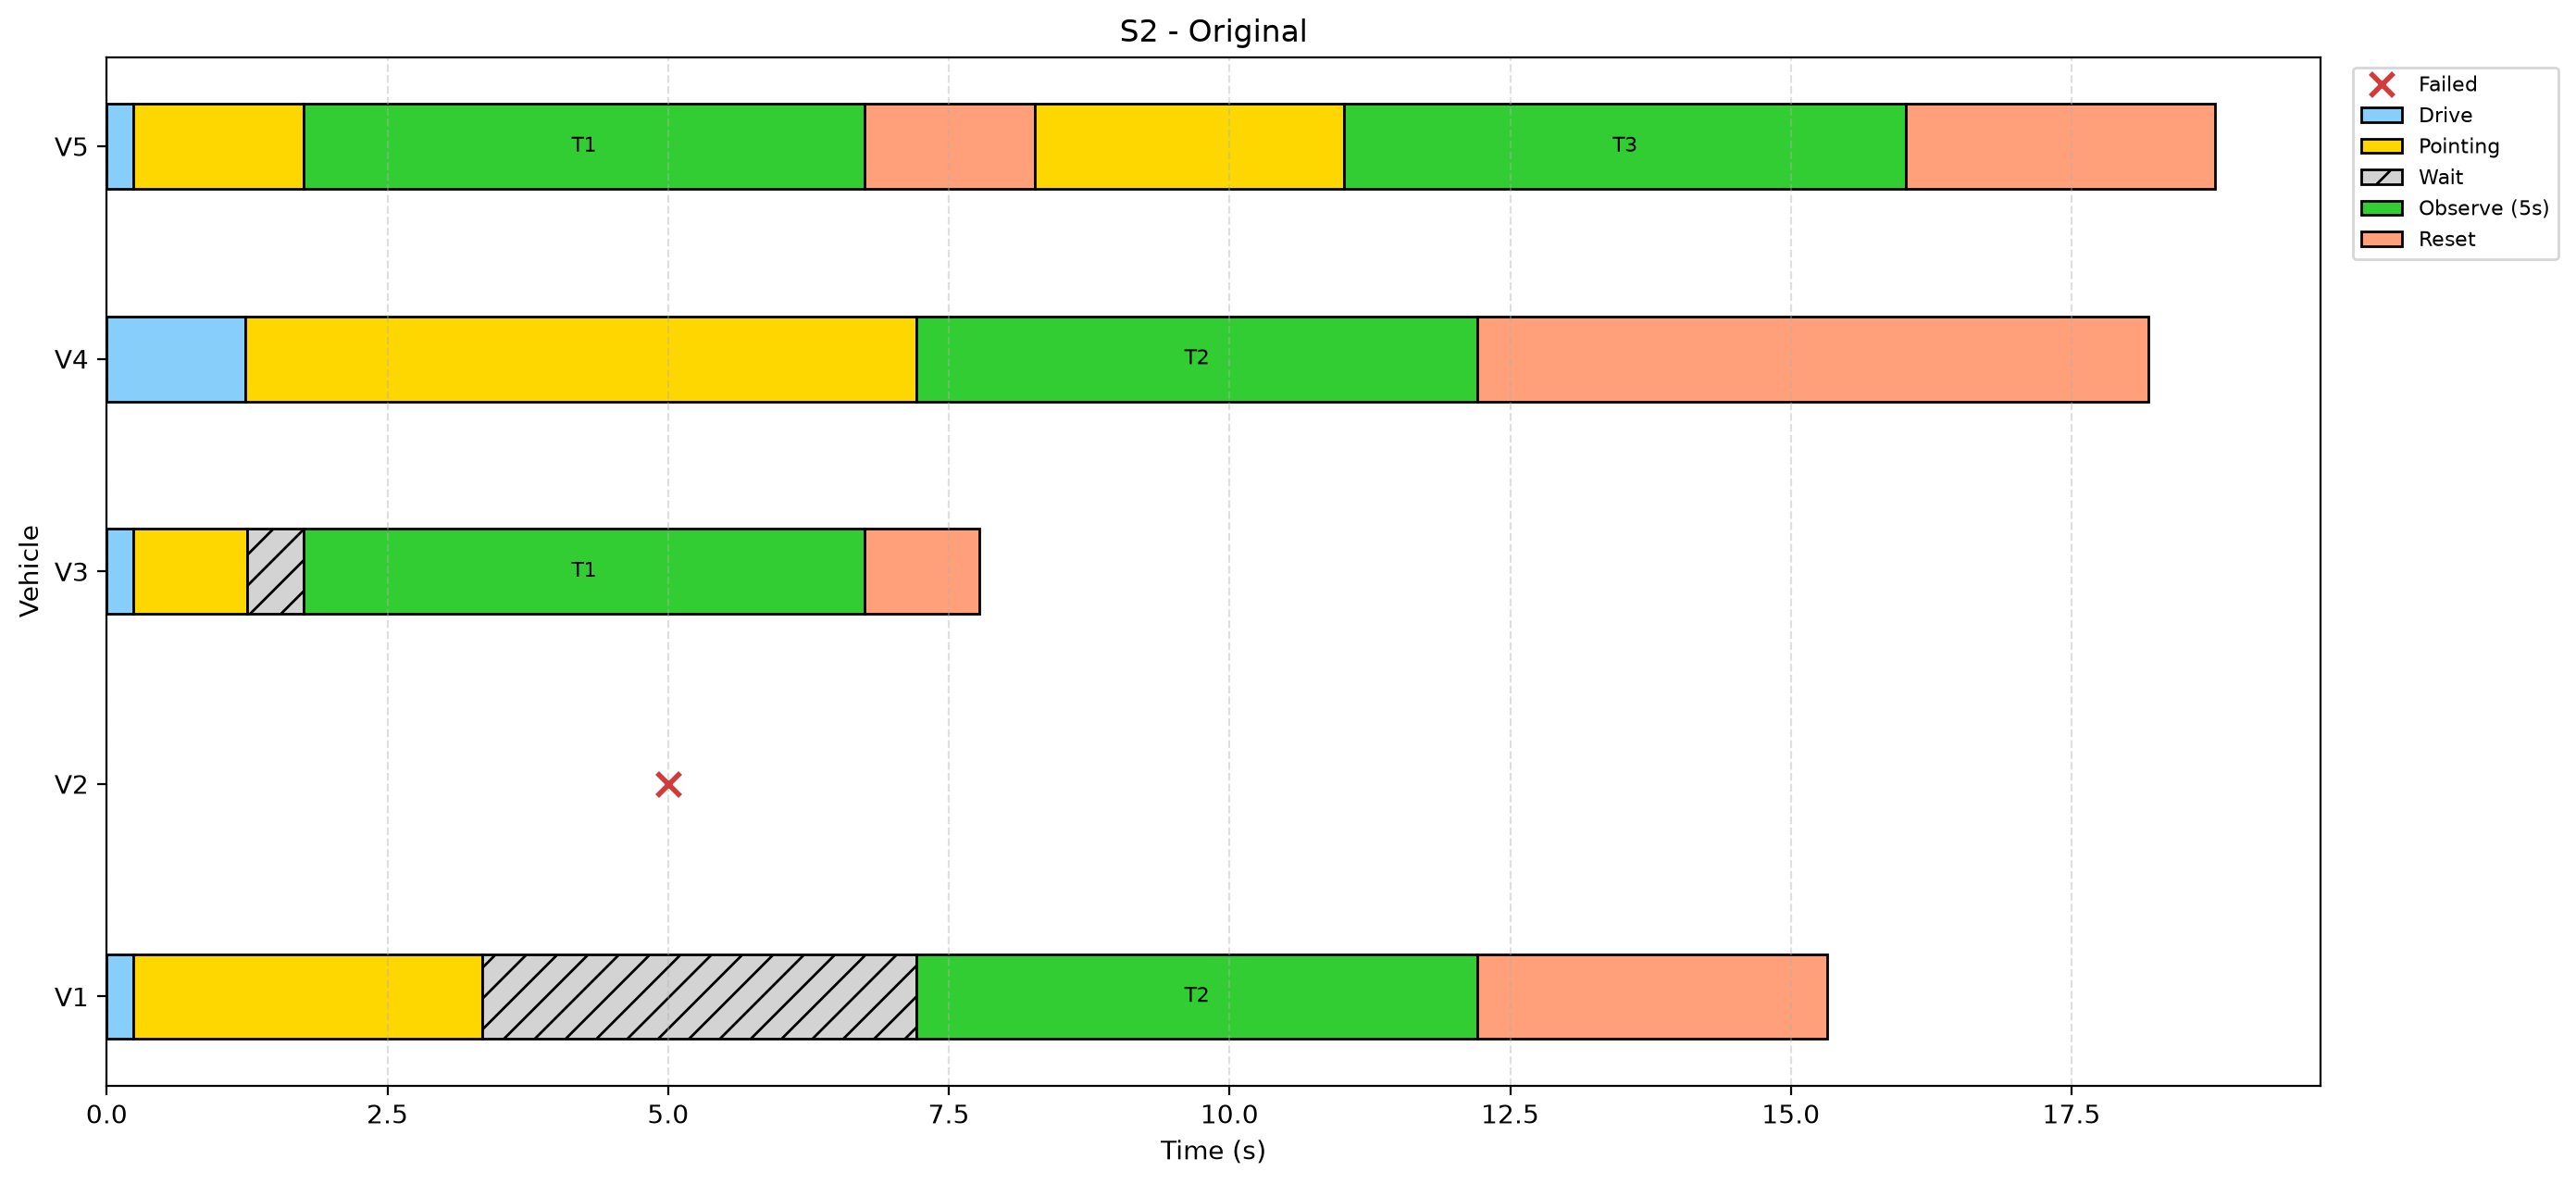 S2 - Original
Failed
Drive
Pointing
Wait
Observe (5s)
Reset
Vehicle
V5
T1
T3
V4
T2
V3
T1
V2
V1
T2
0.0 2.5 5.0 7.5 10.0 12.5 15.0 17.5
Time (s)